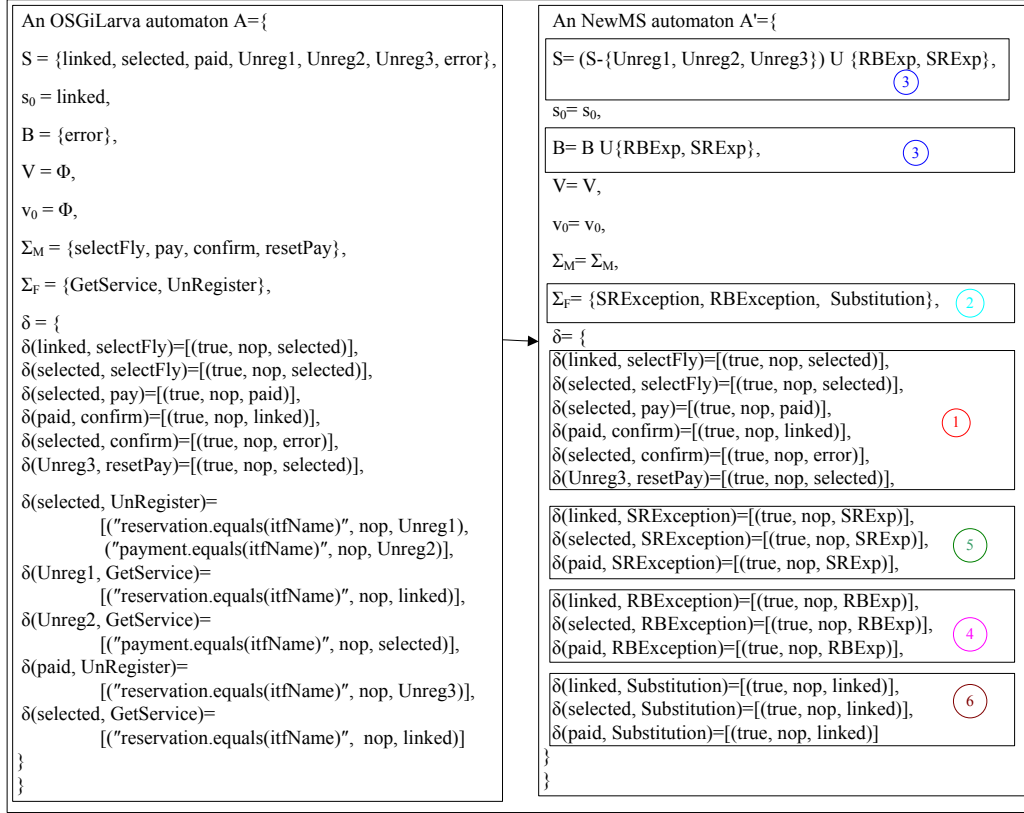 An OSGiLarva automaton A={
S = {linked, selected, paid, Unreg1, Unreg2, Unreg3, error},
s₀ = linked,
B = {error},
V = Φ,
v₀ = Φ,
Σ_M = {selectFly, pay, confirm, resetPay},
Σ_F = {GetService, UnRegister},
δ = {
δ(linked, selectFly)=[(true, nop, selected)],
δ(selected, selectFly)=[(true, nop, selected)],
δ(selected, pay)=[(true, nop, paid)],
δ(paid, confirm)=[(true, nop, linked)],
δ(selected, confirm)=[(true, nop, error)],
δ(Unreg3, resetPay)=[(true, nop, selected)],
δ(selected, UnRegister)=
[("reservation.equals(itfName)", nop, Unreg1),
("payment.equals(itfName)", nop, Unreg2)],
δ(Unreg1, GetService)=
[("reservation.equals(itfName)", nop, linked)],
δ(Unreg2, GetService)=
[("payment.equals(itfName)", nop, selected)],
δ(paid, UnRegister)=
[("reservation.equals(itfName)", nop, Unreg3)],
δ(selected, GetService)=
[("reservation.equals(itfName)", nop, linked)]
}
}
An NewMS automaton A'={
S= (S-{Unreg1, Unreg2, Unreg3}) U {RBExp, SRExp},
3
s₀= s₀,
B= B U{RBExp, SRExp},
3
V= V,
v₀= v₀,
Σ_M= Σ_M,
Σ_F= {SRException, RBException, Substitution},
2
δ= {
δ(linked, selectFly)=[(true, nop, selected)],
δ(selected, selectFly)=[(true, nop, selected)],
δ(selected, pay)=[(true, nop, paid)],
δ(paid, confirm)=[(true, nop, linked)],
1
δ(selected, confirm)=[(true, nop, error)],
δ(Unreg3, resetPay)=[(true, nop, selected)],
δ(linked, SRException)=[(true, nop, SRExp)],
δ(selected, SRException)=[(true, nop, SRExp)],
5
δ(paid, SRException)=[(true, nop, SRExp)],
δ(linked, RBException)=[(true, nop, RBExp)],
δ(selected, RBException)=[(true, nop, RBExp)],
4
δ(paid, RBException)=[(true, nop, RBExp)],
δ(linked, Substitution)=[(true, nop, linked)],
δ(selected, Substitution)=[(true, nop, linked)],
6
δ(paid, Substitution)=[(true, nop, linked)]
}
}